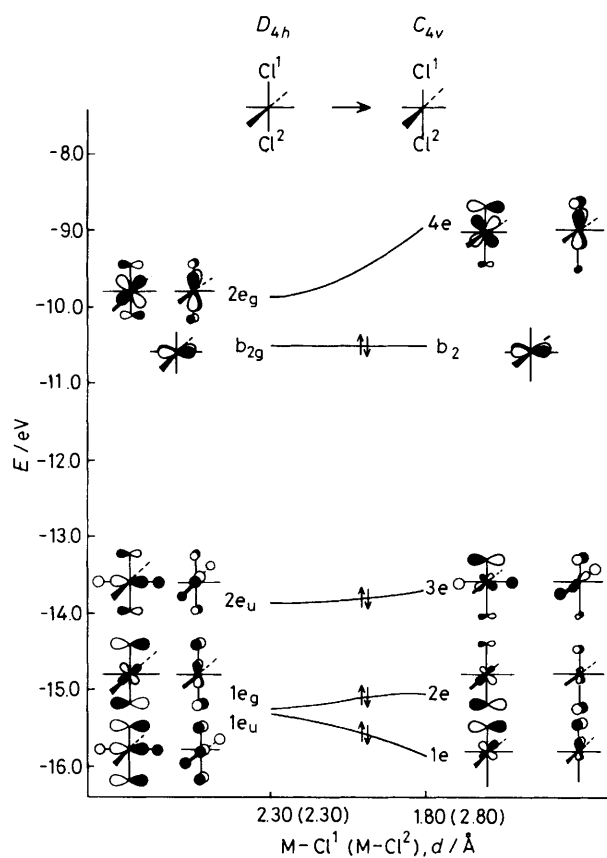 D4h C4v
Cl¹ Cl¹
Cl² Cl²
-8.0
-9.0
4e
-10.0
2eg
b2g b2
-11.0
E/eV
-12.0
-13.0
2eu 3e
-14.0
-15.0
1eg 2e
1eu 1e
-16.0
2.30 (2.30) 1.80 (2.80)
M-Cl¹ (M-Cl²), d/Å